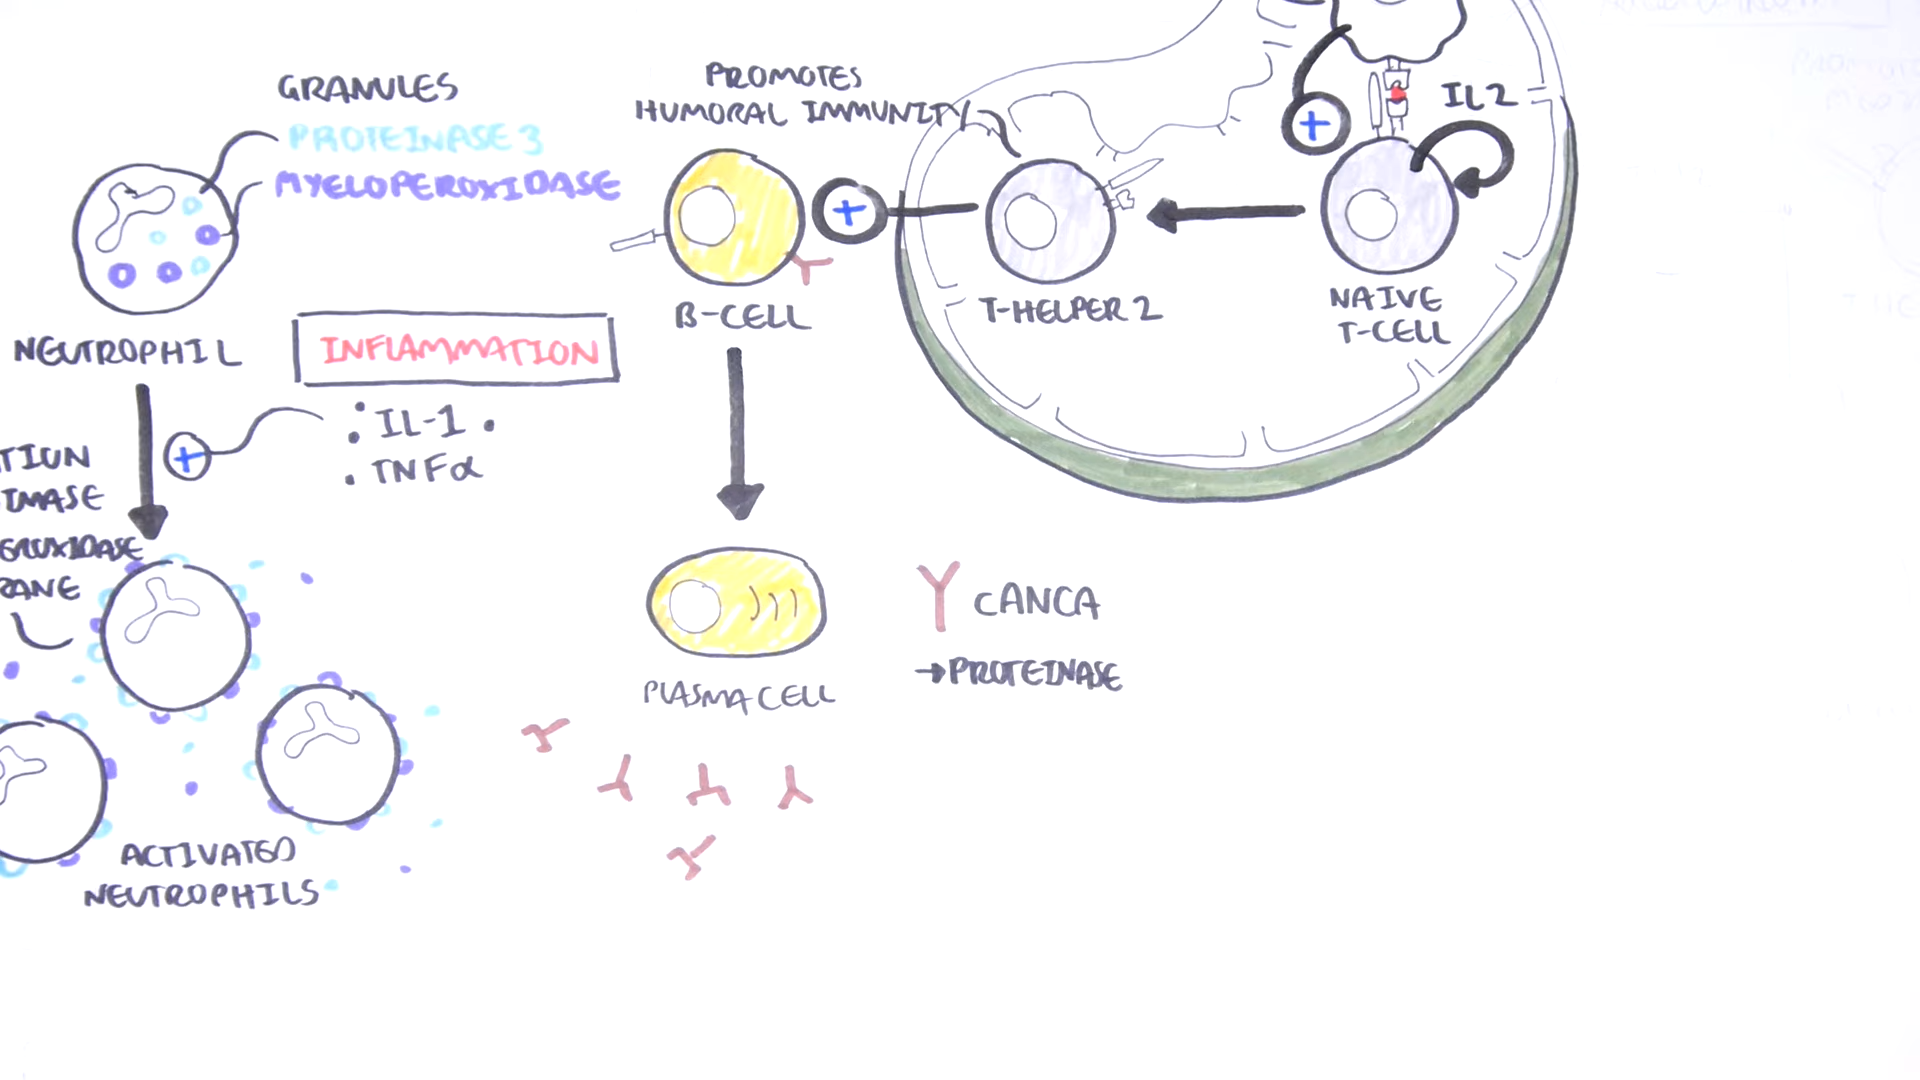 GRANULES
PROTEINASE 3
MYELOPEROXIDASE
NEUTROPHIL
INFLAMMATION
IL-1
TNFα
ACTIVATED
NEUTROPHILS
PROMOTES
HUMORAL IMMUNITY
B-CELL
T-HELPER 2
IL2
NAIVE
T-CELL
PLASMA CELL
CANCA
→PROTEINASE